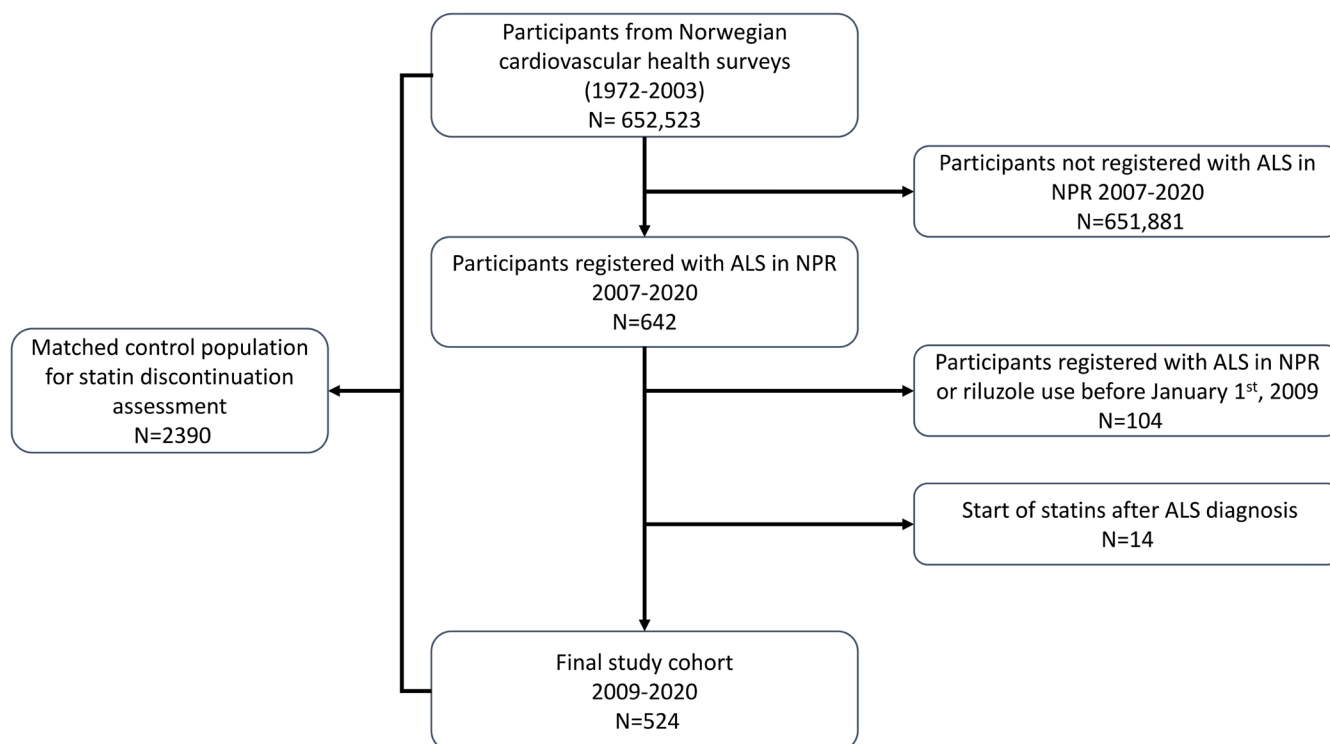 Participants from Norwegian
cardiovascular health surveys
(1972-2003)
N= 652,523
Participants not registered with ALS in
NPR 2007-2020
N=651,881
Participants registered with ALS in NPR
2007-2020
N=642
Matched control population
for statin discontinuation
assessment
N=2390
Participants registered with ALS in NPR
or riluzole use before January 1st, 2009
N=104
Start of statins after ALS diagnosis
N=14
Final study cohort
2009-2020
N=524